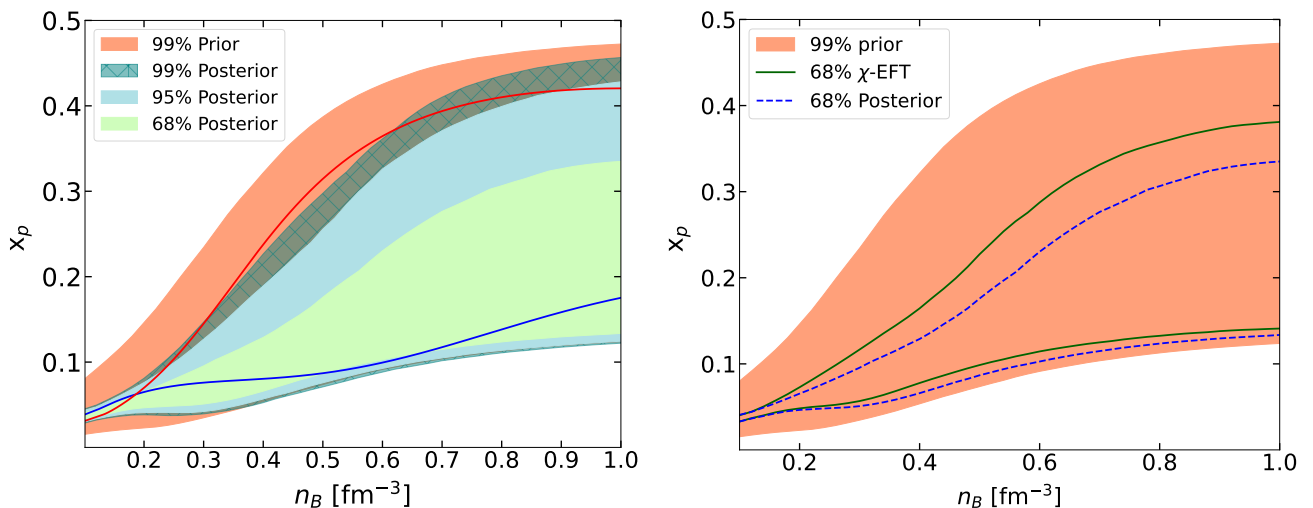 0.5
0.4
0.3
0.2
0.1
x_p
99% Prior
99% Posterior
95% Posterior
68% Posterior
0.2 0.3 0.4 0.5 0.6 0.7 0.8 0.9 1.0
n_B [fm⁻³]
0.5
0.4
0.3
0.2
0.1
x_p
99% prior
68% χ-EFT
68% Posterior
0.2 0.4 0.6 0.8 1.0
n_B [fm⁻³]